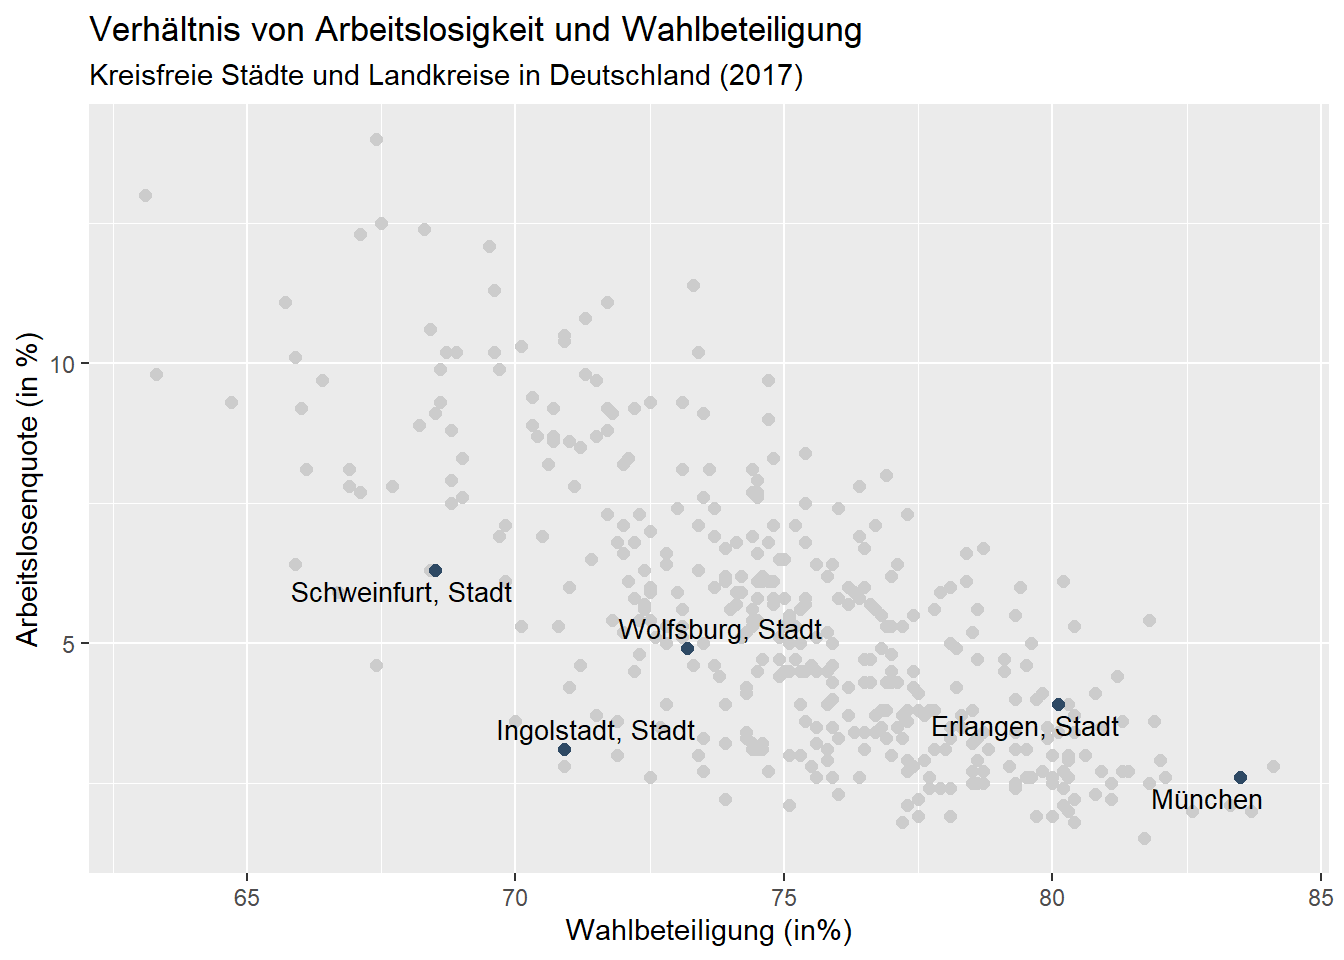 Verhältnis von Arbeitslosigkeit und Wahlbeteiligung
Kreisfreie Städte und Landkreise in Deutschland (2017)
Arbeitslosenquote (in %)
10
5
Schweinfurt, Stadt
Wolfsburg, Stadt
Ingolstadt, Stadt
Erlangen, Stadt
München
65
70
75
80
85
Wahlbeteiligung (in%)